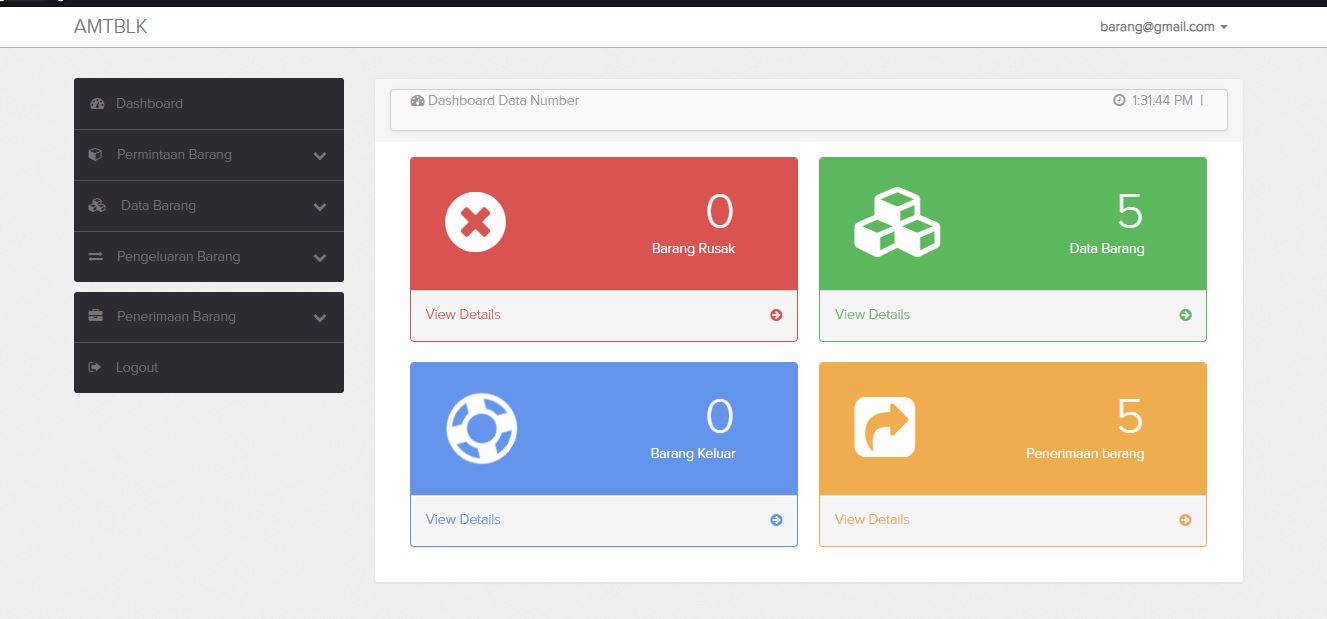 AMTBLK
barang@gmail.com
Dashboard
Permintaan Barang
Data Barang
Pengeluaran Barang
Penerimaan Barang
Logout
Dashboard Data Number
1:31:44 PM |
0
Barang Rusak
View Details
5
Data Barang
View Details
0
Barang Keluar
View Details
5
Penerimaan barang
View Details